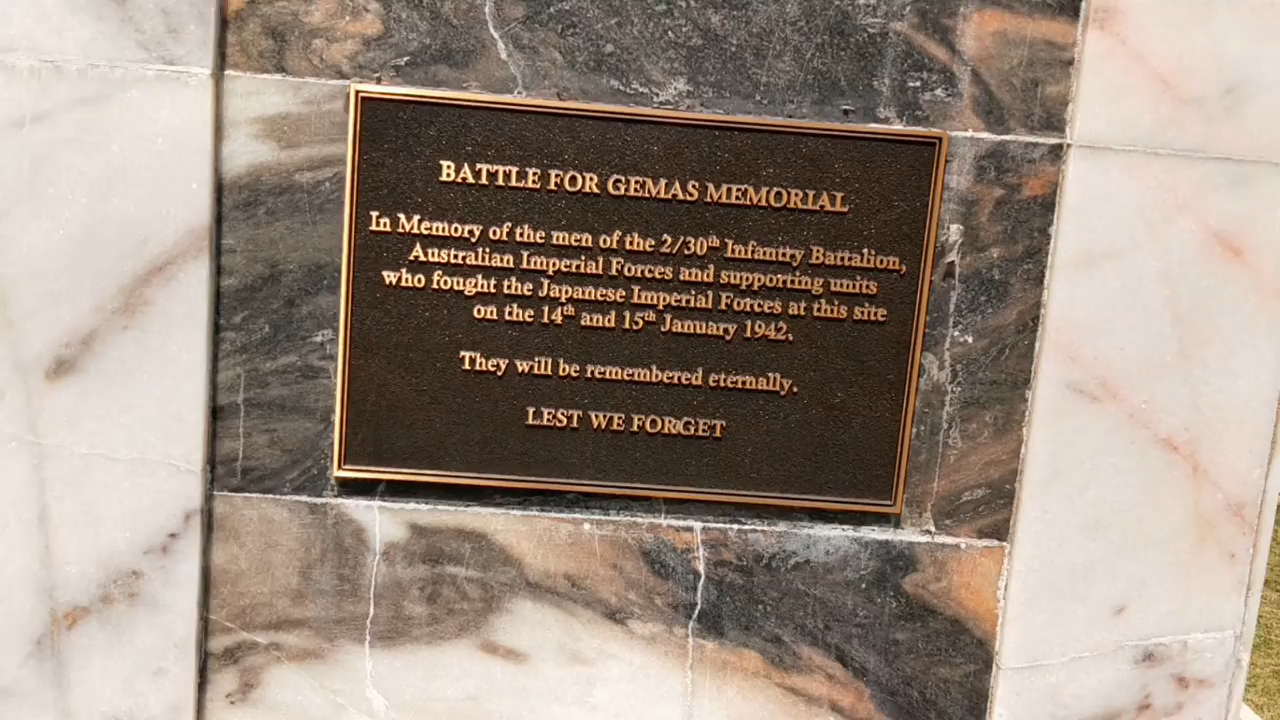 BATTLE FOR GEMAS MEMORIAL
In Memory of the men of the 2/30th Infantry Battalion,
Australian Imperial Forces and supporting units
who fought the Japanese Imperial Forces at this site
on the 14th and 15th January 1942.
They will be remembered eternally.
LEST WE FORGET